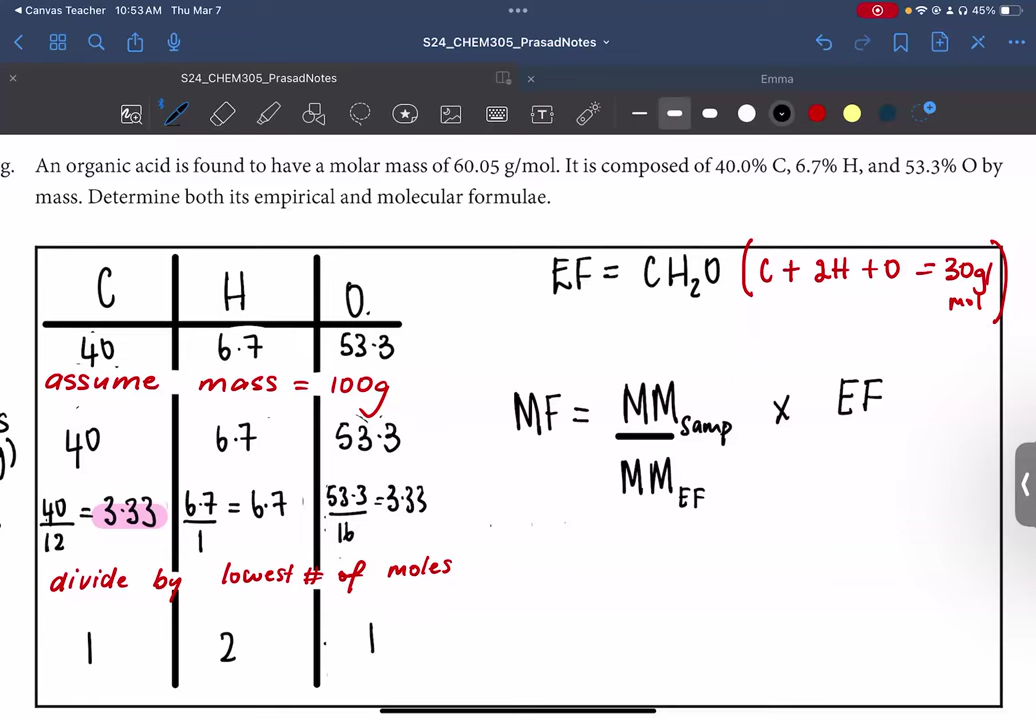 Canvas Teacher 10:53 AM Thu Mar 7 45%
S24_CHEM305_PrasadNotes
S24_CHEM305_PrasadNotes Emma
g. An organic acid is found to have a molar mass of 60.05 g/mol. It is composed of 40.0% C, 6.7% H, and 53.3% O by
mass. Determine both its empirical and molecular formulae.
C H O.
40 6.7 53.3
assume mass = 100g
40 6.7 53.3
40/12 = 3.33 6.7/1 = 6.7 53.3/16 = 3.33
divide by lowest # of moles
1 2 1
EF = CH₂O (C + 2H + O = 30g/mol)
MF = MMsamp/MMEF x EF
s
g)